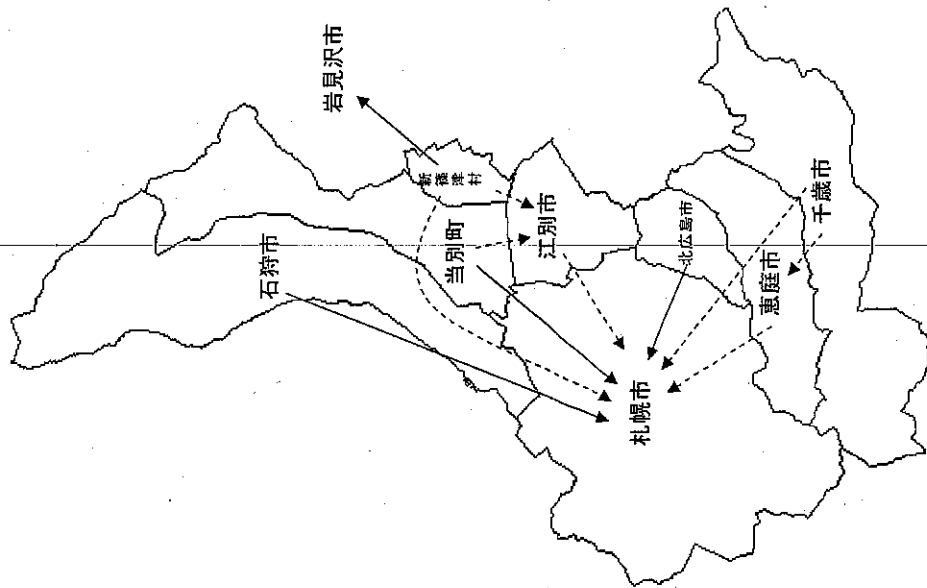 岩見沢市
新篠津村
石狩市
当別町
江別市
北広島市
千歳市
恵庭市
札幌市